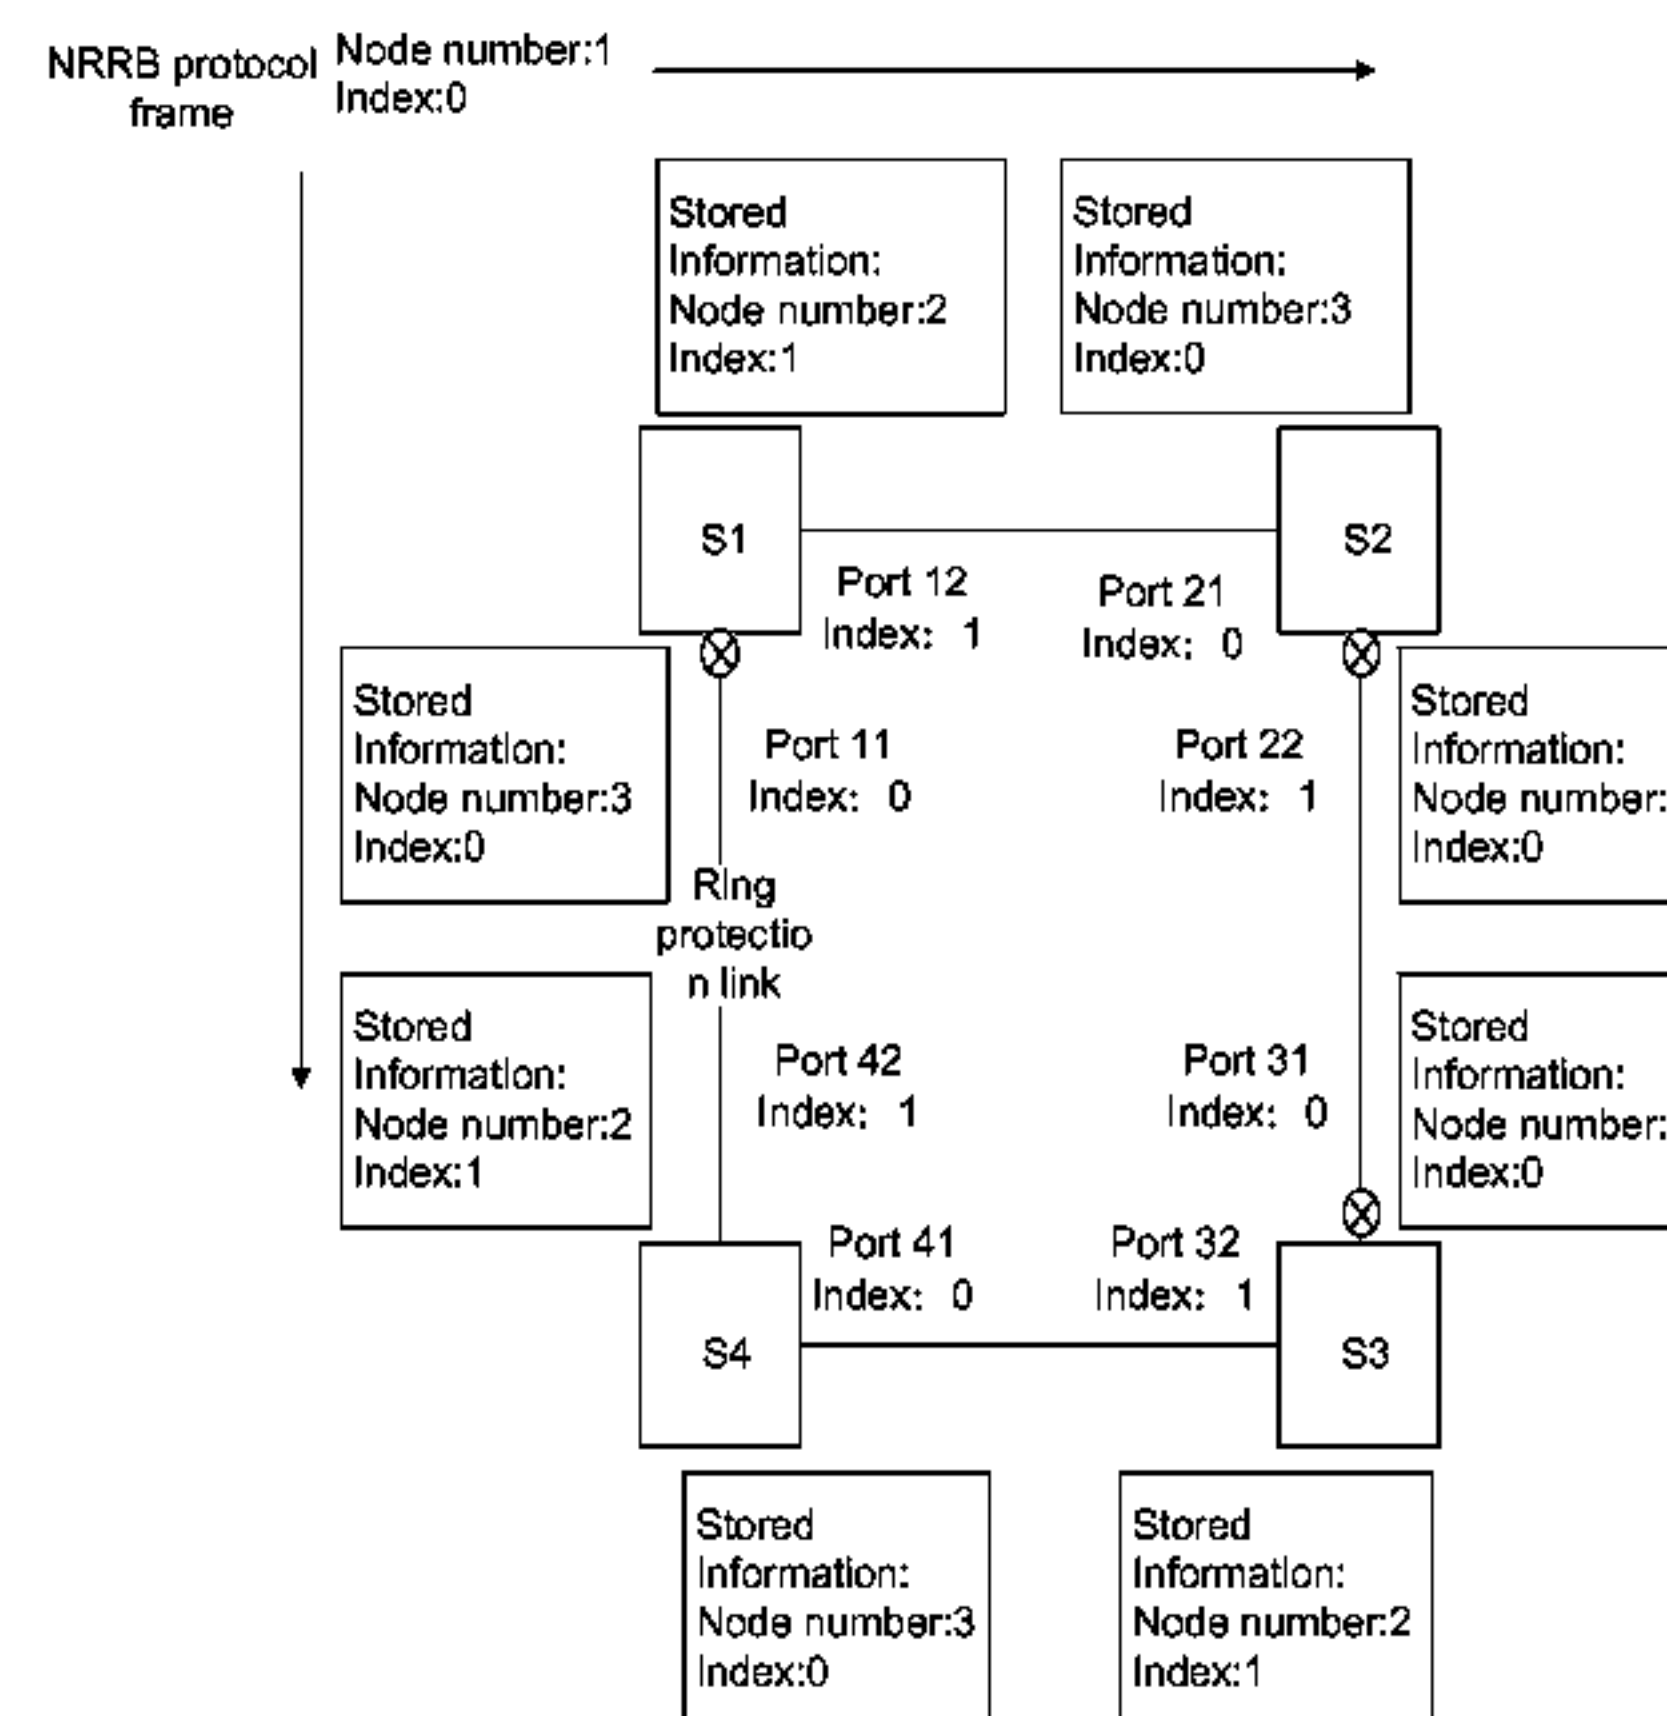 NRRB protocol
frame
Node number:1
Index:0
Stored
Information:
Node number:2
Index:1
Stored
Information:
Node number:3
Index:0
S1
S2
Port 12
Index: 1
Port 21
Index: 0
Stored
Information:
Node number:3
Index:0
Port 11
Index: 0
Port 22
Index: 1
Stored
Information:
Node number:
Index:0
Ring
protectio
n link
Stored
Information:
Node number:2
Index:1
Port 42
Index: 1
Port 31
Index: 0
Stored
Information:
Node number:
Index:0
Port 41
Index: 0
Port 32
Index: 1
S4
S3
Stored
Information:
Node number:3
Index:0
Stored
Information:
Node number:2
Index:1